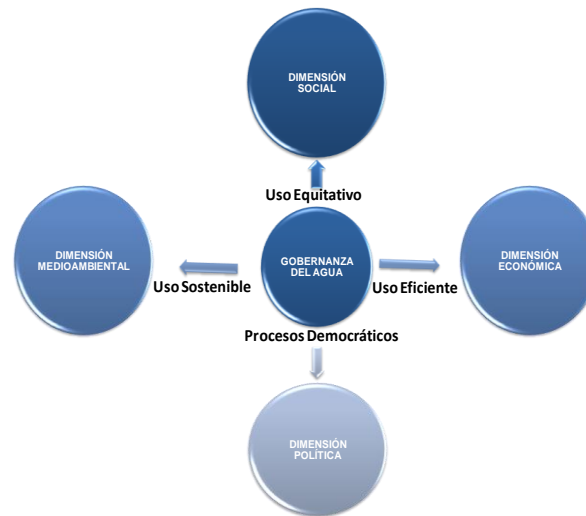 DIMENSIÓN
SOCIAL
Uso Equitativo
DIMENSIÓN
MEDIOAMBIENTAL
Uso Sostenible
GOBERNANZA
DEL AGUA
Uso Eficiente
DIMENSIÓN
ECONÓMICA
Procesos Democráticos
DIMENSIÓN
POLÍTICA